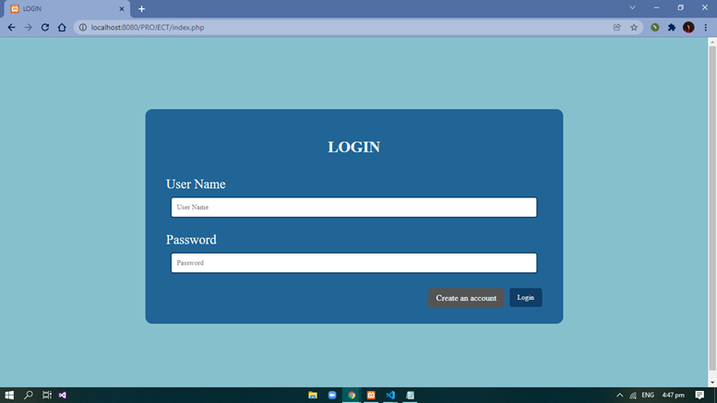 LOGIN
localhost:8080/PROJECT/index.php
LOGIN
User Name
User Name
Password
Password
Create an account
Login
ENG
4:47 pm